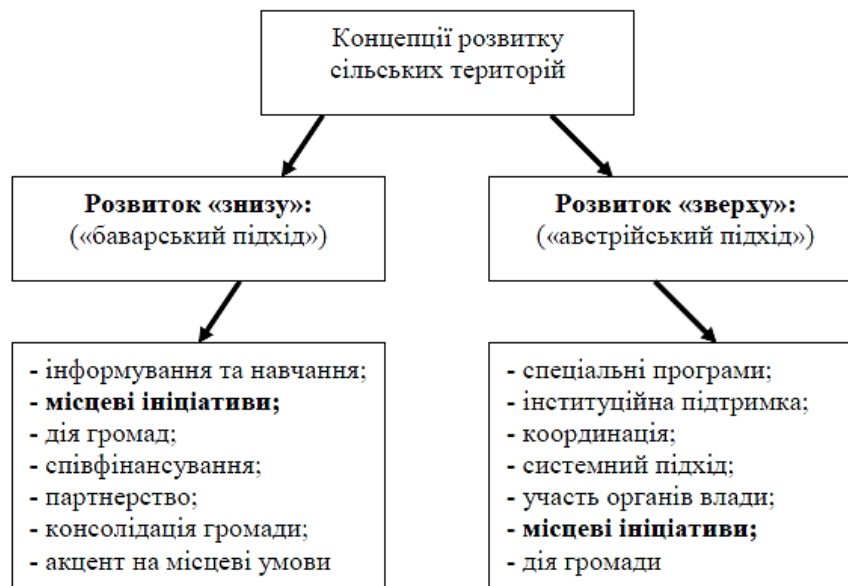 Концепції розвитку
сільських територій
Розвиток «знизу»:
(«баварський підхід»)
Розвиток «зверху»:
(«австрійський підхід»)
- інформування та навчання;
- місцеві ініціативи;
- дія громад;
- співфінансування;
- партнерство;
- консолідація громади;
- акцент на місцеві умови
- спеціальні програми;
- інституційна підтримка;
- координація;
- системний підхід;
- участь органів влади;
- місцеві ініціативи;
- дія громади